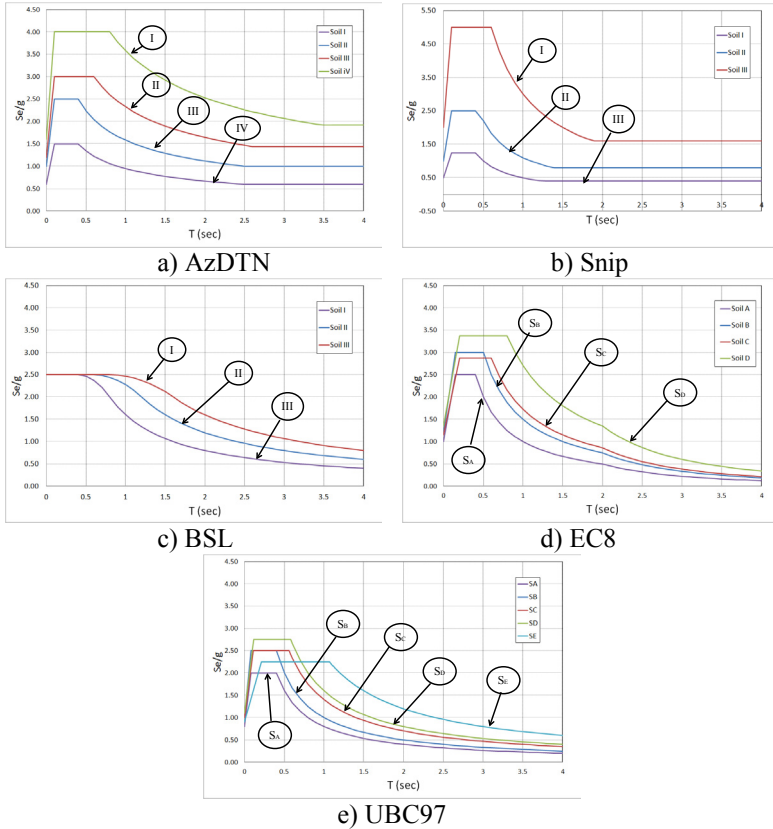 4.50
4.00
3.50
3.00
2.50
2.00
1.50
1.00
0.50
0.00
Se/g
0
0.5
1
1.5
2
2.5
3
3.5
4
T (sec)
I
II
III
IV
Soil I
Soil II
Soil III
Soil iV
a) AzDTN
5.50
4.50
3.50
2.50
1.50
0.50
-0.50
Se/g
0
0.5
1
1.5
2
2.5
3
3.5
4
T (sec)
I
II
III
Soil I
Soil II
Soil III
b) Snip
4.50
4.00
3.50
3.00
2.50
2.00
1.50
1.00
0.50
0.00
Se/g
0
0.5
1
1.5
2
2.5
3
3.5
4
T (sec)
I
II
III
Soil I
Soil II
Soil III
c) BSL
4.50
4.00
3.50
3.00
2.50
2.00
1.50
1.00
0.50
0.00
Se/g
0
0.5
1
1.5
2
2.5
3
3.5
4
T (sec)
SB
SC
SD
SA
Soil A
Soil B
Soil C
Soil D
d) EC8
4.50
4.00
3.50
3.00
2.50
2.00
1.50
1.00
0.50
0.00
Se/g
0
0.5
1
1.5
2
2.5
3
3.5
4
T (sec)
SB
SC
SD
SE
SA
SA
SB
SC
SD
SE
e) UBC97